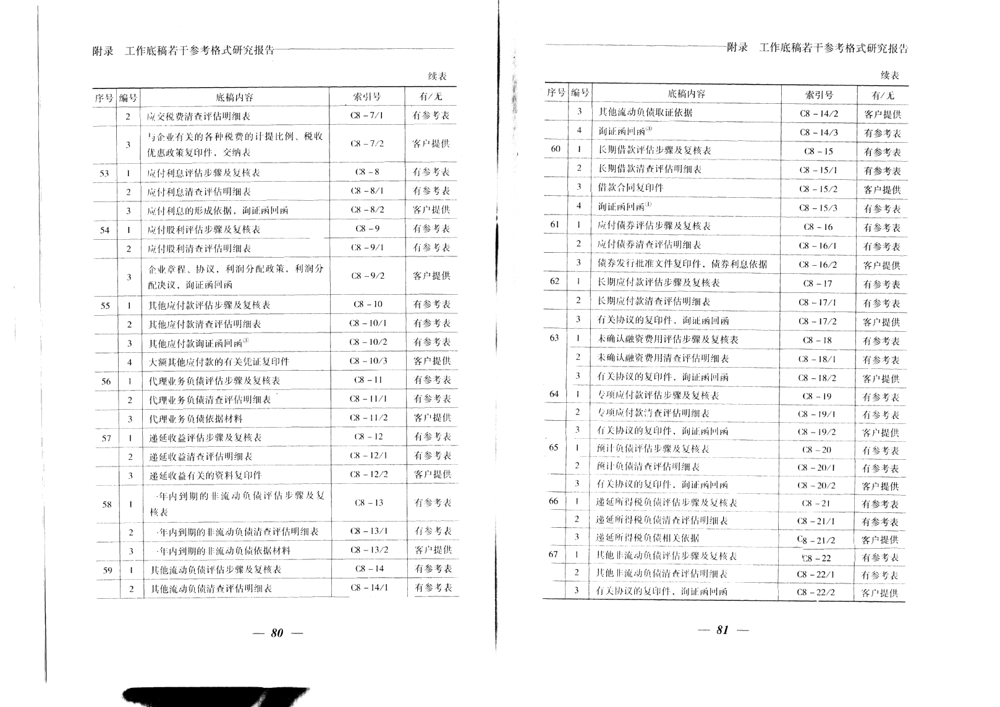 附录 工作底稿若干参考格式研究报告
续表
序号 编号 底稿内容 索引号 有/无
2 应交税费清查评估明细表 C8－7/1 有参考表
3 与企业有关的各种税费的计提比例、税收 C8－7/2 客户提供
优惠政策复印件，交纳表
53 1 应付利息评估步骤及复核表 C8－8 有参考表
2 应付利息清查评估明细表 C8－8/1 有参考表
3 应付利息的形成依据，询证函回函 C8－8/2 客户提供
54 1 应付股利评估步骤及复核表 C8－9 有参考表
2 应付股利清查评估明细表 C8－9/1 有参考表
3 企业章程、协议，利润分配政策，利润分 C8－9/2 客户提供
配决议，询证函回函
55 1 其他应付款评估步骤及复核表 C8－10 有参考表
2 其他应付款清查评估明细表 C8－10/1 有参考表
3 其他应付款询证函回函③ C8－10/2 有参考表
4 大额其他应付款的有关凭证复印件 C8－10/3 客户提供
56 1 代理业务负债评估步骤及复核表 C8－11 有参考表
2 代理业务负债清查评估明细表 C8－11/1 有参考表
3 代理业务负债依据材料 C8－11/2 客户提供
57 1 递延收益评估步骤及复核表 C8－12 有参考表
2 递延收益清查评估明细表 C8－12/1 有参考表
3 递延收益有关的资料复印件 C8－12/2 客户提供
58 1 一年内到期的非流动负债评估步骤及复 C8－13 有参考表
核表
2 一年内到期的非流动负债清查评估明细表 C8－13/1 有参考表
3 一年内到期的非流动负债依据材料 C8－13/2 客户提供
59 1 其他流动负债评估步骤及复核表 C8－14 有参考表
2 其他流动负债清查评估明细表 C8－14/1 有参考表
— 80 —
附录 工作底稿若干参考格式研究报告
续表
序号 编号 底稿内容 索引号 有/无
3 其他流动负债取证依据 C8－14/2 客户提供
4 询证函回函③ C8－14/3 有参考表
60 1 长期借款评估步骤及复核表 C8－15 有参考表
2 长期借款清查评估明细表 C8－15/1 有参考表
3 借款合同复印件 C8－15/2 客户提供
4 询证函回函① C8－15/3 有参考表
61 1 应付债券评估步骤及复核表 C8－16 有参考表
2 应付债券清查评估明细表 C8－16/1 有参考表
3 债券发行批准文件复印件，债券利息依据 C8－16/2 客户提供
62 1 长期应付款评估步骤及复核表 C8－17 有参考表
2 长期应付款清查评估明细表 C8－17/1 有参考表
3 有关协议的复印件，询证函回函 C8－17/2 客户提供
63 1 未确认融资费用评估步骤及复核表 C8－18 有参考表
2 未确认融资费用清查评估明细表 C8－18/1 有参考表
3 有关协议的复印件，询证函回函 C8－18/2 客户提供
64 1 专项应付款评估步骤及复核表 C8－19 有参考表
2 专项应付款清查评估明细表 C8－19/1 有参考表
3 有关协议的复印件，询证函回函 C8－19/2 客户提供
65 1 预计负债评估步骤及复核表 C8－20 有参考表
2 预计负债清查评估明细表 C8－20/1 有参考表
3 有关协议的复印件，询证函回函 C8－20/2 客户提供
66 1 递延所得税负债评估步骤及复核表 C8－21 有参考表
2 递延所得税负债清查评估明细表 C8－21/1 有参考表
3 递延所得税负债相关依据 C8－21/2 客户提供
67 1 其他非流动负债评估步骤及复核表 C8－22 有参考表
2 其他非流动负债清查评估明细表 C8－22/1 有参考表
3 有关协议的复印件，询证函回函 C8－22/2 客户提供
— 81 —